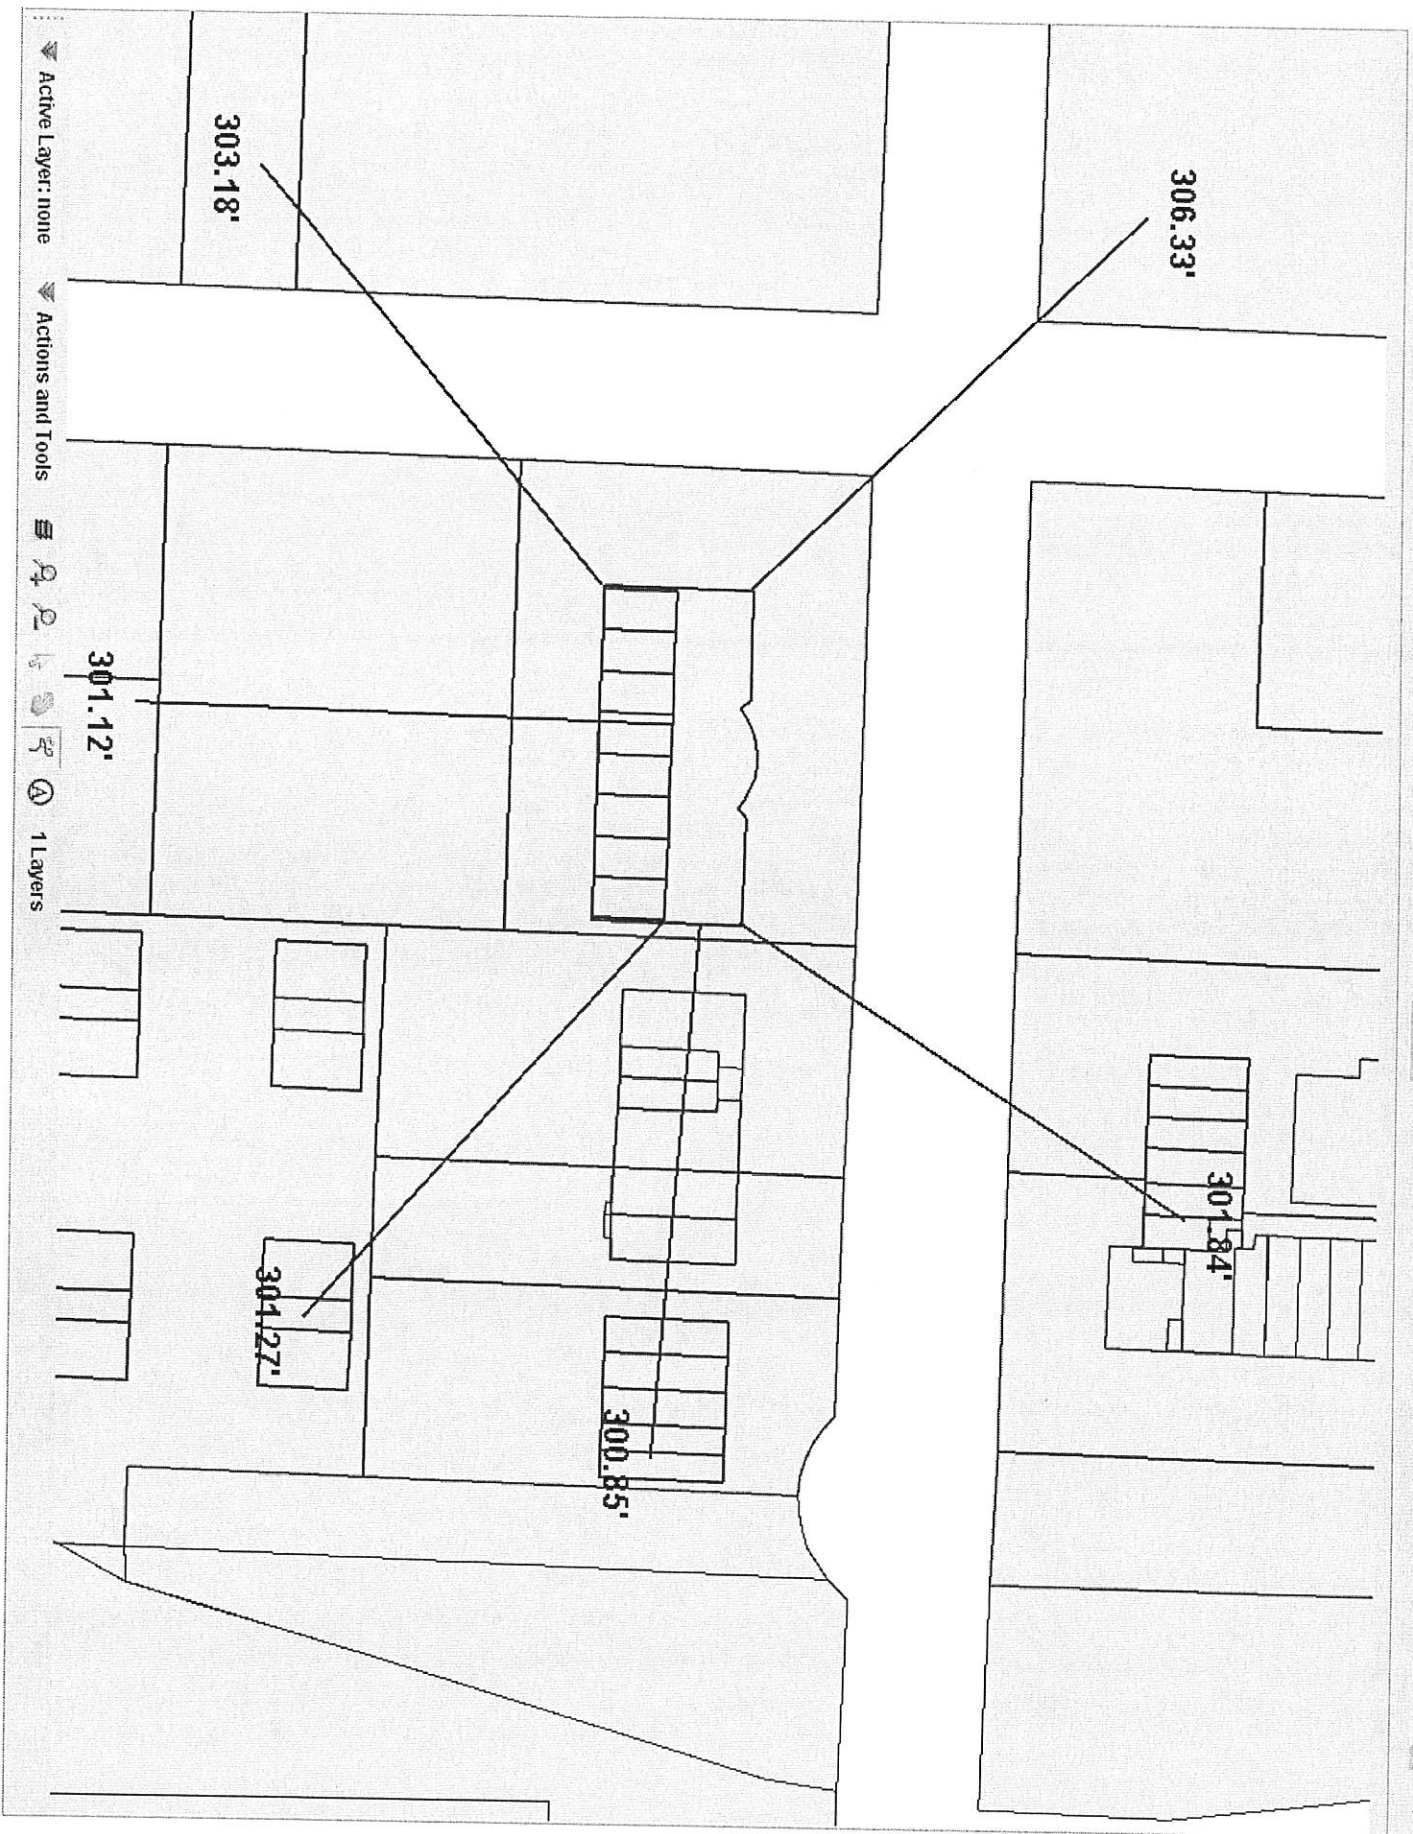 306.33'
303.18'
301.12'
301.84'
301.27'
300.85'
Active Layer: none
Actions and Tools
1 Layers